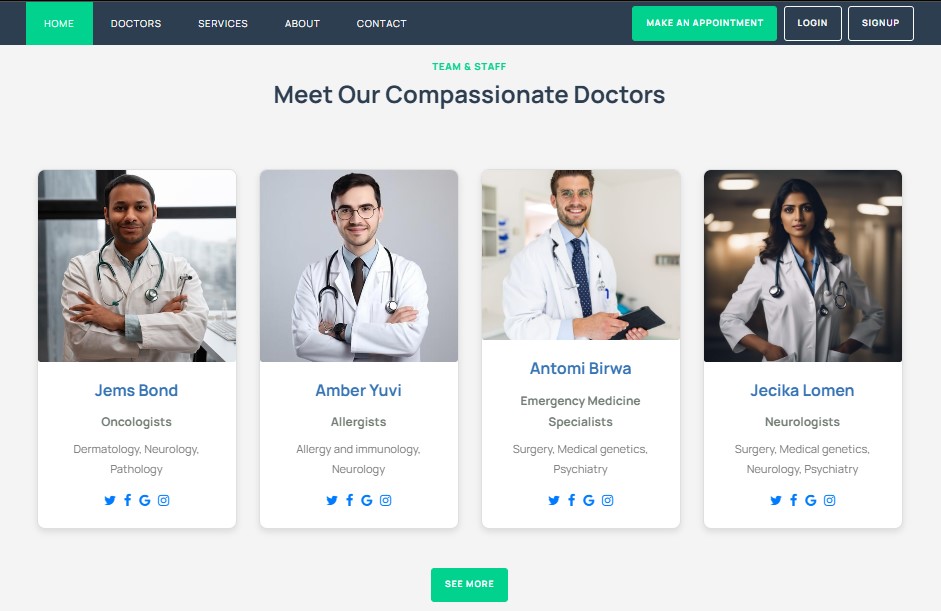 HOME DOCTORS SERVICES ABOUT CONTACT MAKE AN APPOINTMENT LOGIN SIGNUP
TEAM & STAFF
Meet Our Compassionate Doctors
Jems Bond
Oncologists
Dermatology, Neurology,
Pathology
Amber Yuvi
Allergists
Allergy and immunology,
Neurology
Antomi Birwa
Emergency Medicine
Specialists
Surgery, Medical genetics,
Psychiatry
Jecika Lomen
Neurologists
Surgery, Medical genetics,
Neurology, Psychiatry
SEE MORE